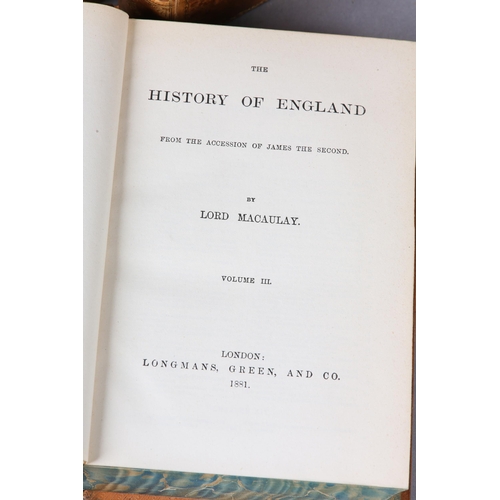 THE
HISTORY OF ENGLAND
FROM THE ACCESSION OF JAMES THE SECOND.
BY
LORD MACAULAY.
VOLUME III.
LONDON:
LONGMANS, GREEN, AND CO.
1881.